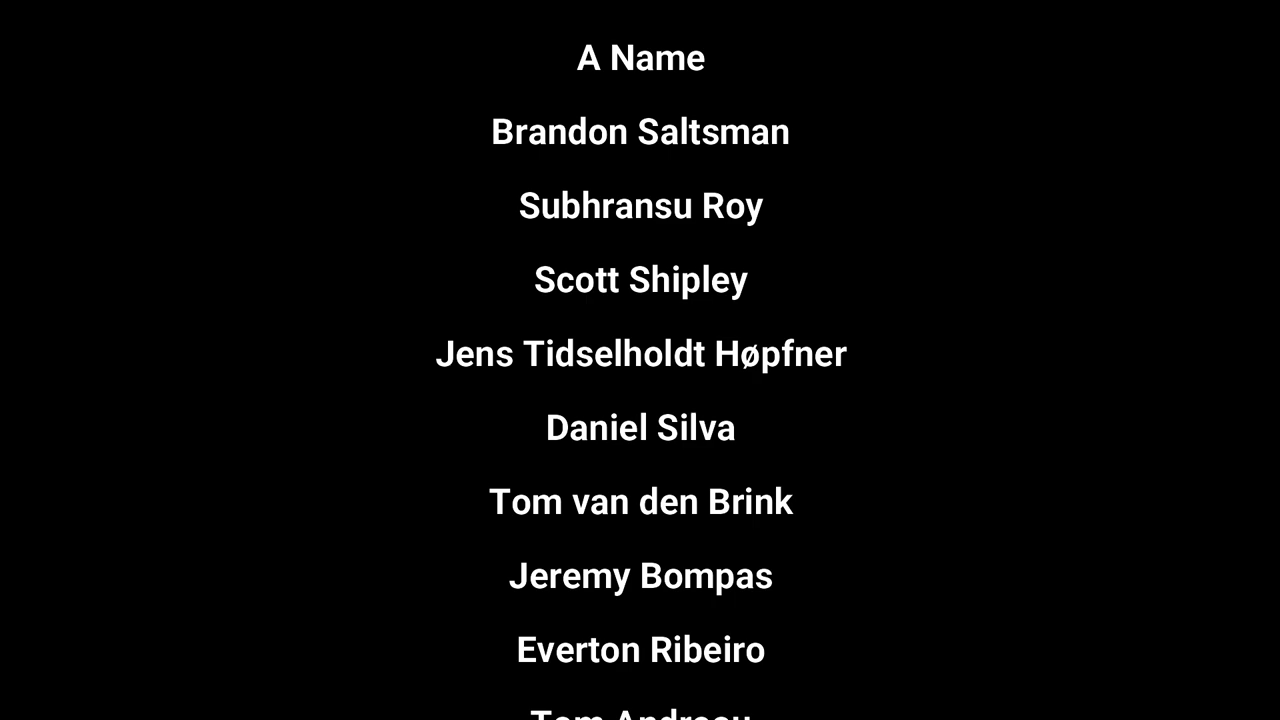 A Name
Brandon Saltsman
Subhransu Roy
Scott Shipley
Jens Tidselholdt Høpfner
Daniel Silva
Tom van den Brink
Jeremy Bompas
Everton Ribeiro
Tom